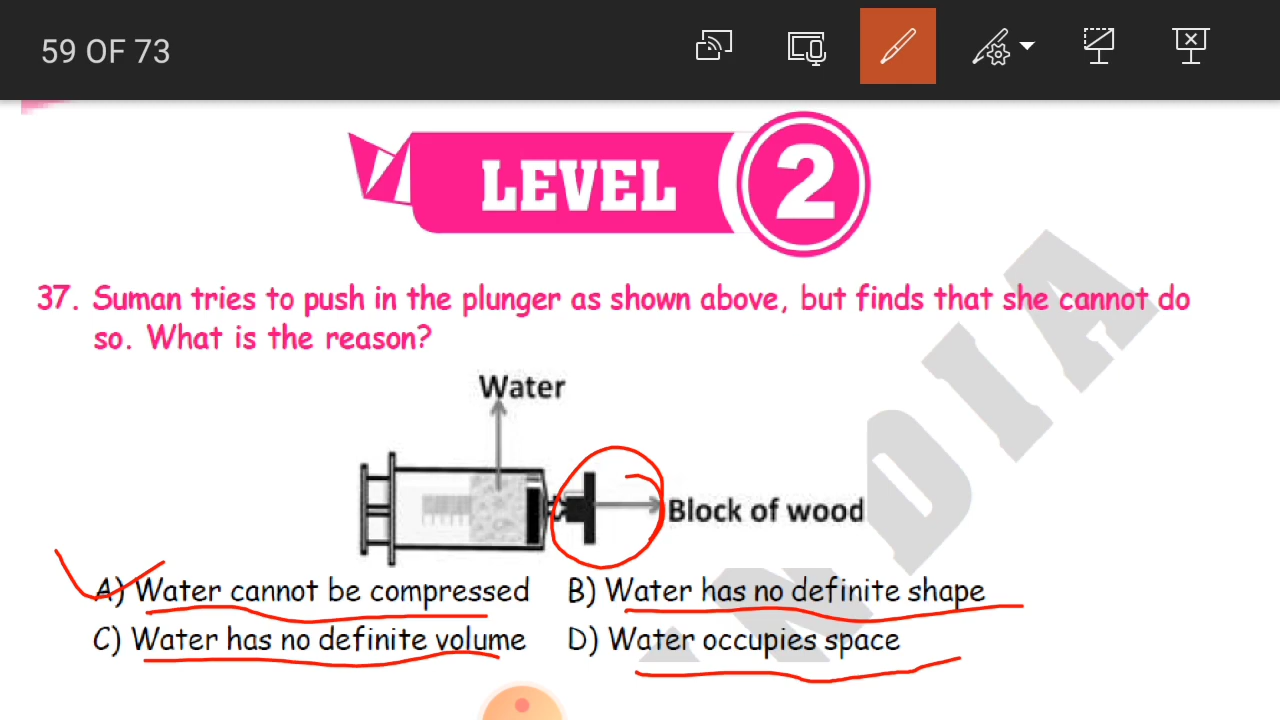 59 OF 73
LEVEL 2
37. Suman tries to push in the plunger as shown above, but finds that she cannot do
so. What is the reason?
Water
Block of wood
A) Water cannot be compressed B) Water has no definite shape
C) Water has no definite volume D) Water occupies space
NDIA